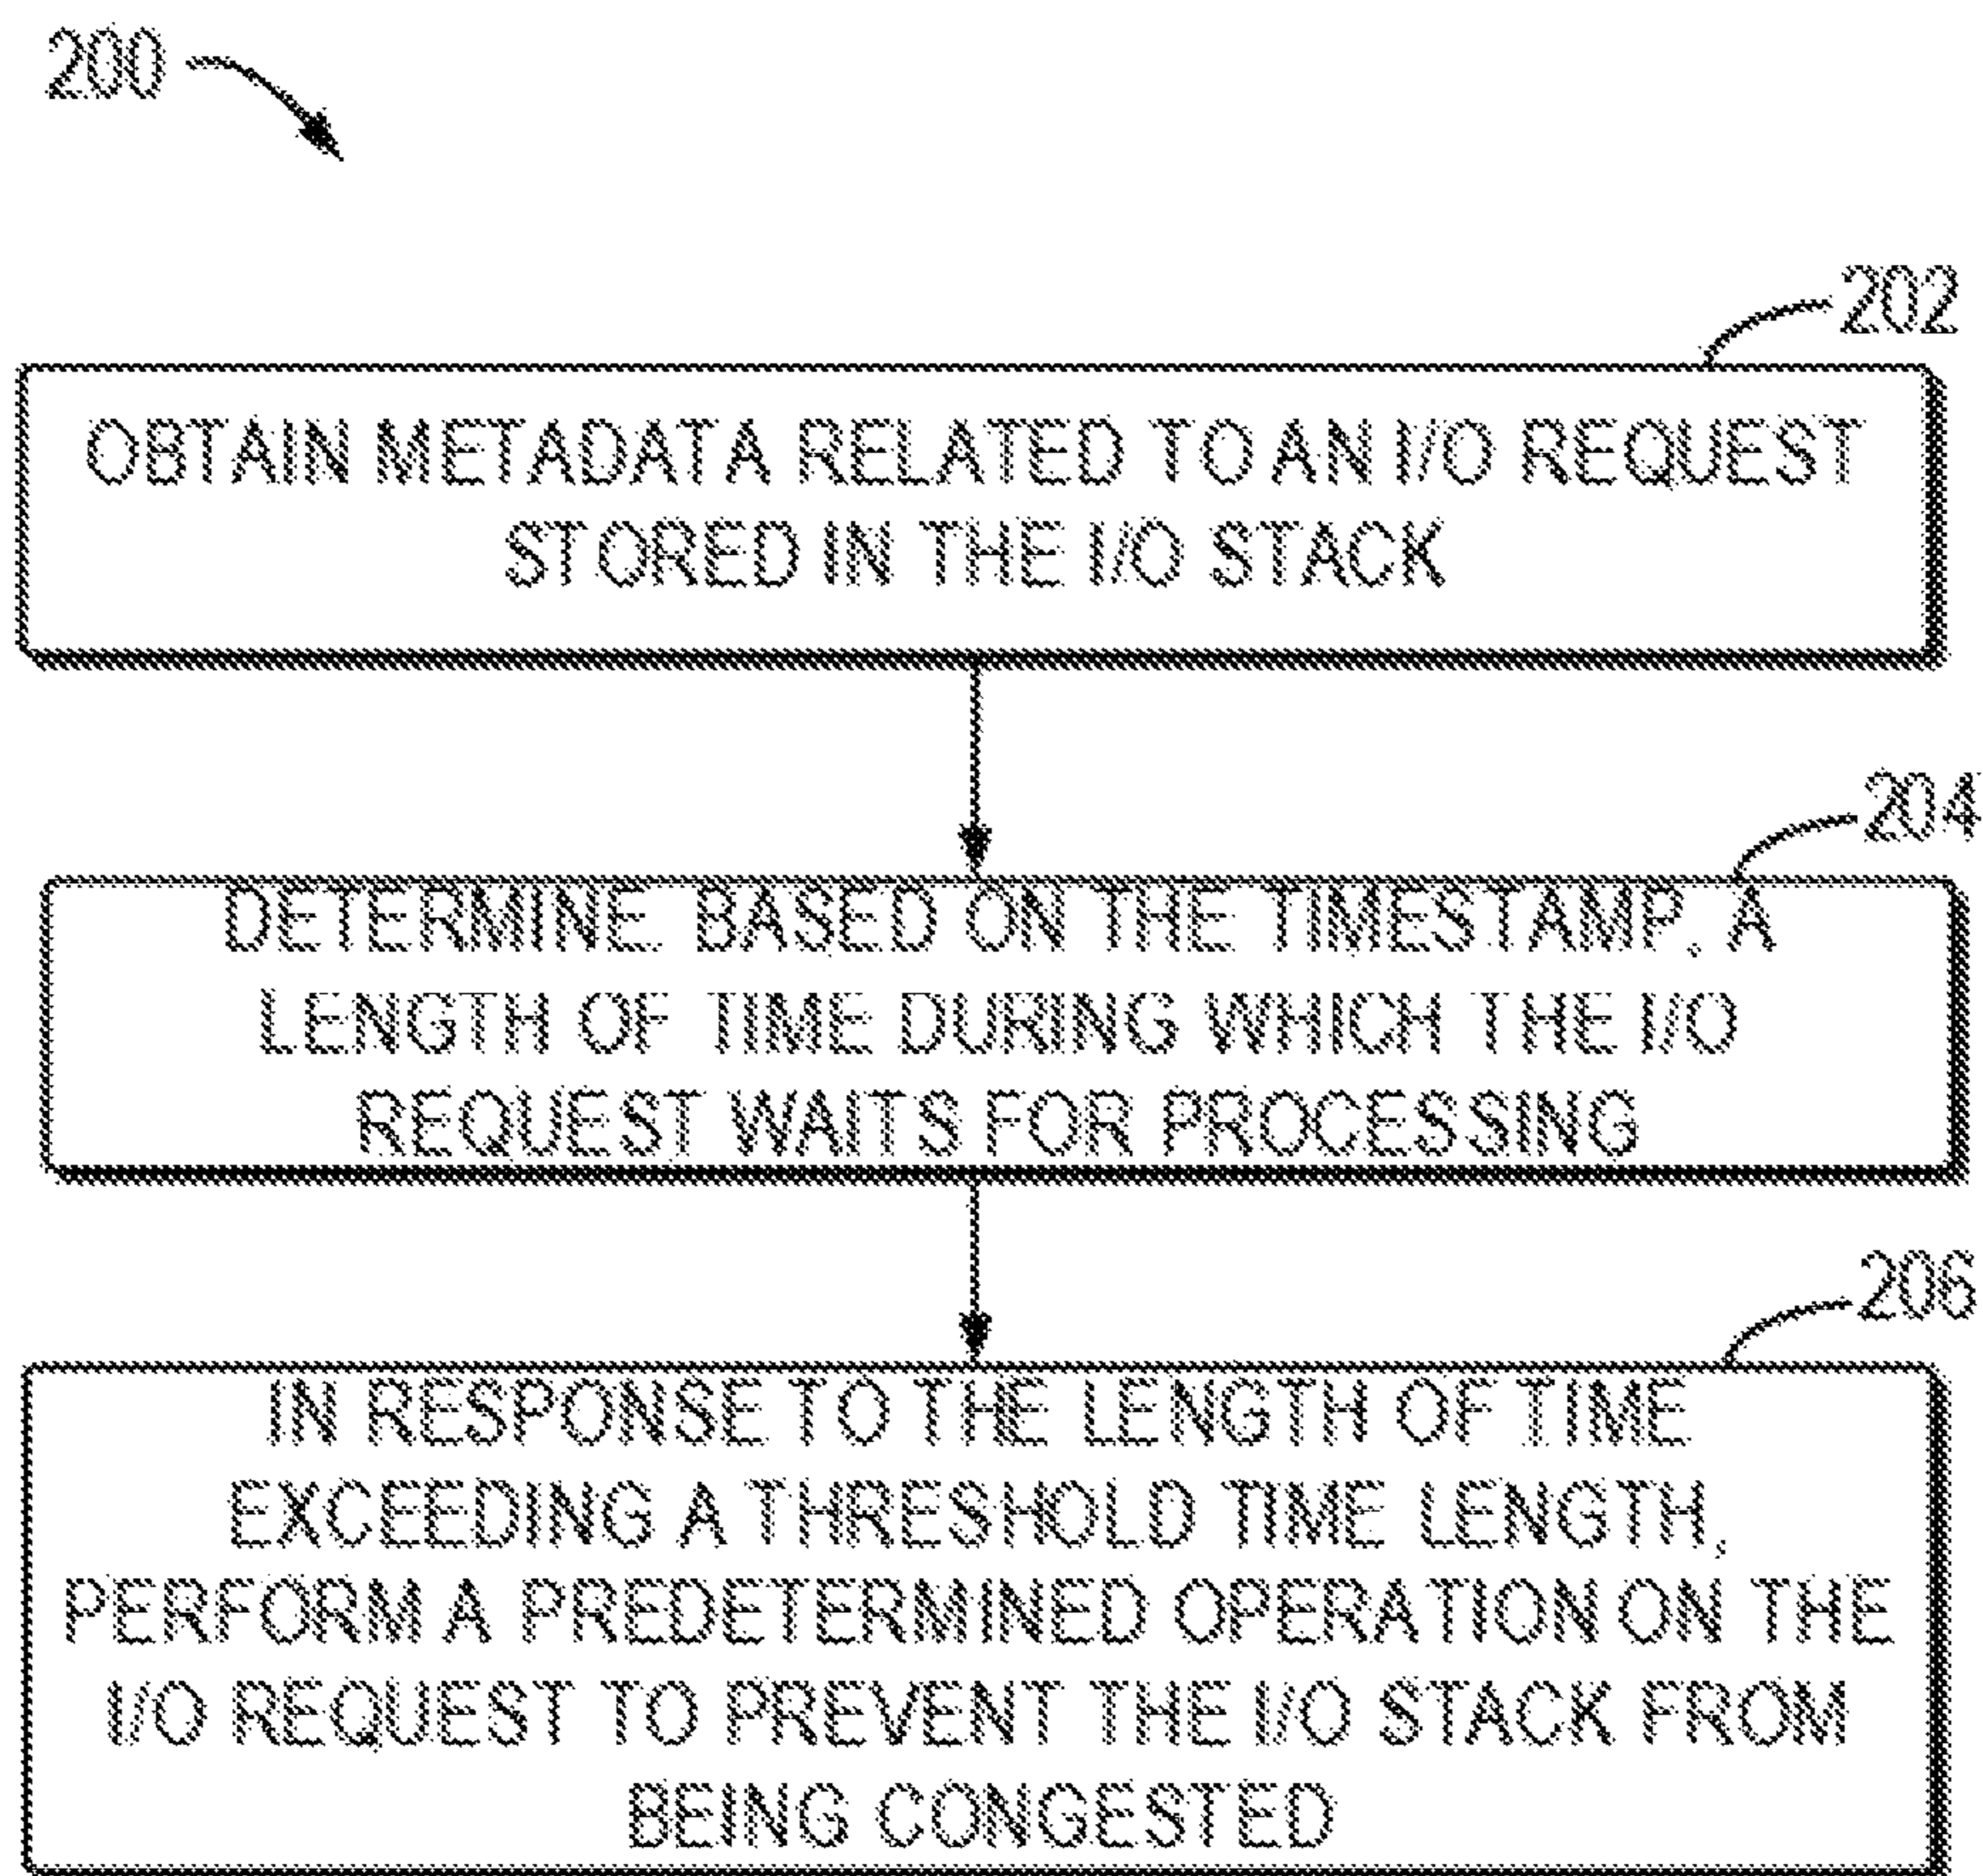 200
202
OBTAIN METADATA RELATED TO AN I/O REQUEST
STORED IN THE I/O STACK
204
DETERMINE BASED ON THE TIMESTAMP, A
LENGTH OF TIME DURING WHICH THE I/O
REQUEST WAITS FOR PROCESSING
206
IN RESPONSE TO THE LENGTH OF TIME
EXCEEDING A THRESHOLD TIME LENGTH,
PERFORM A PREDETERMINED OPERATION ON THE
I/O REQUEST TO PREVENT THE I/O STACK FROM
BEING CONGESTED